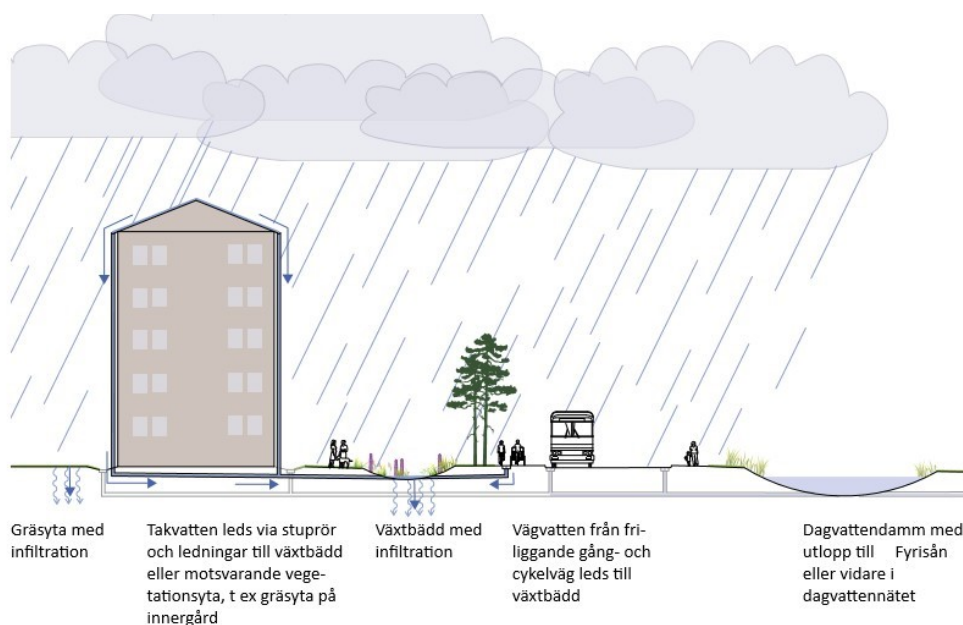 Gräsyta med
infiltration
Takvatten leds via stuprör
och ledningar till växtbädd
eller motsvarande vege-
tationsyta, t ex gräsyta på
innergård
Växtbädd med
infiltration
Vägvatten från fri-
liggande gång- och
cykelväg leds till
växtbädd
Dagvattendamm med
utlopp till Fyrisån
eller vidare i
dagvattennätet